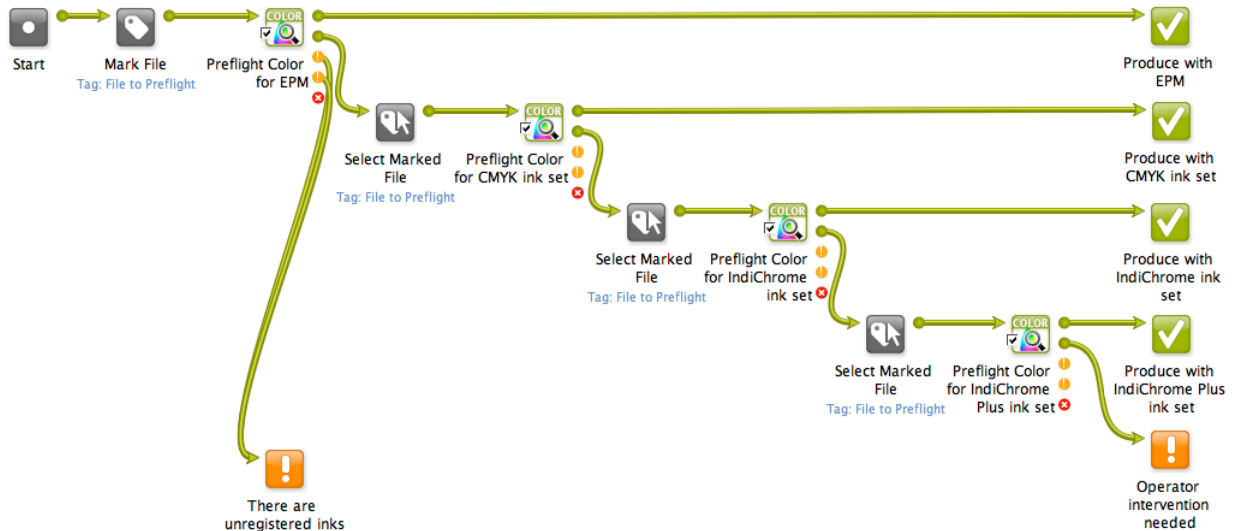 COLOR
Start
Mark File
Tag: File to Preflight
Preflight Color
for EPM
Produce with
EPM
COLOR
Select Marked
File
Tag: File to Preflight
Preflight Color
for CMYK ink set
Produce with
CMYK ink set
COLOR
Select Marked
File
Tag: File to Preflight
Preflight Color
for IndiChrome
ink set
Produce with
IndiChrome ink
set
COLOR
Select Marked
File
Tag: File to Preflight
Preflight Color
for IndiChrome
Plus ink set
Produce with
IndiChrome Plus
ink set
There are
unregistered inks
Operator
intervention
needed